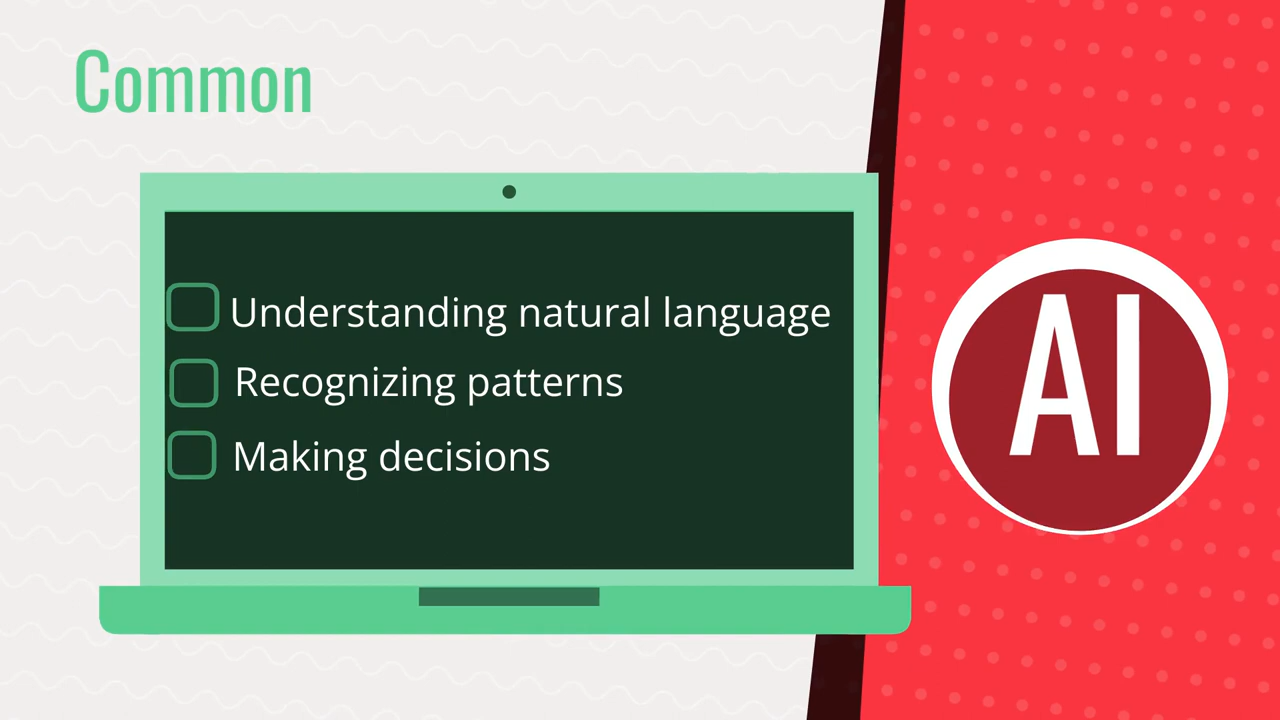 Common
Understanding natural language
Recognizing patterns
Making decisions
AI